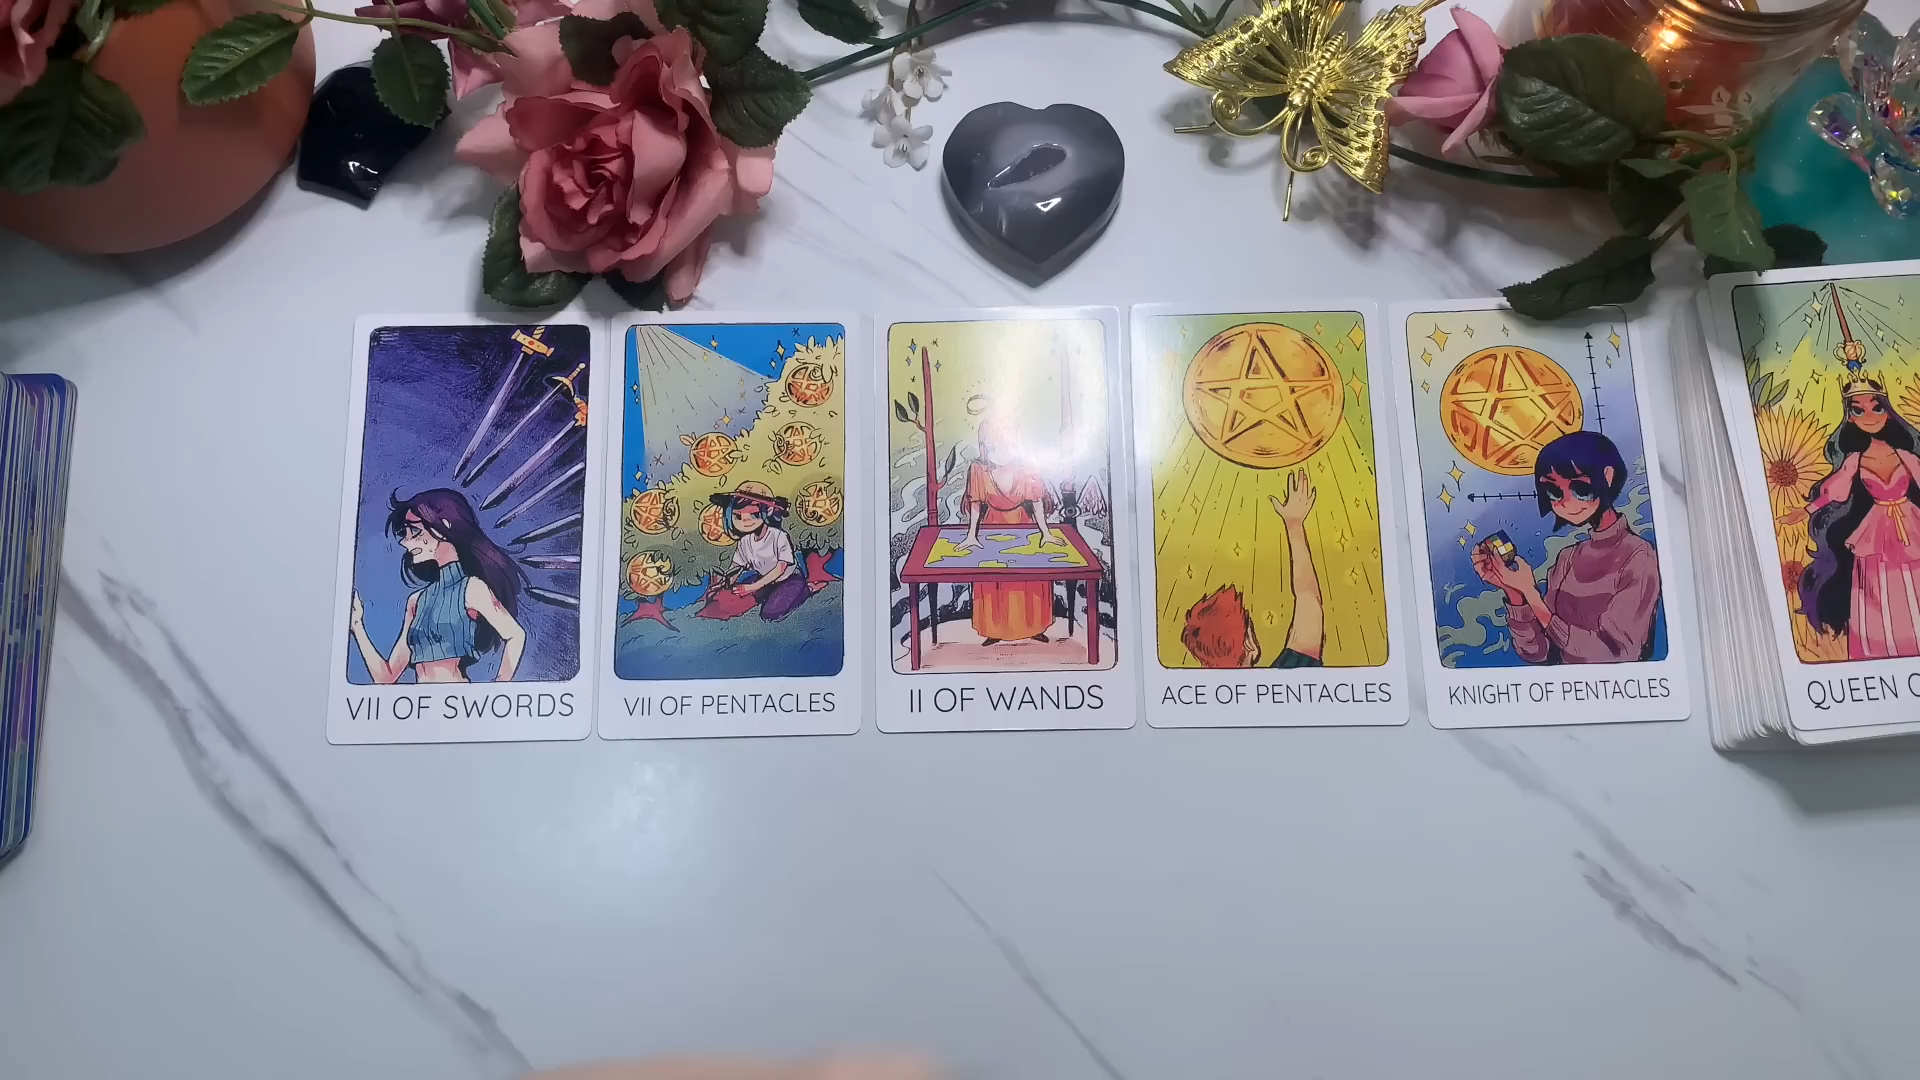 VII OF SWORDS
VII OF PENTACLES
II OF WANDS
ACE OF PENTACLES
KNIGHT OF PENTACLES
QUEEN